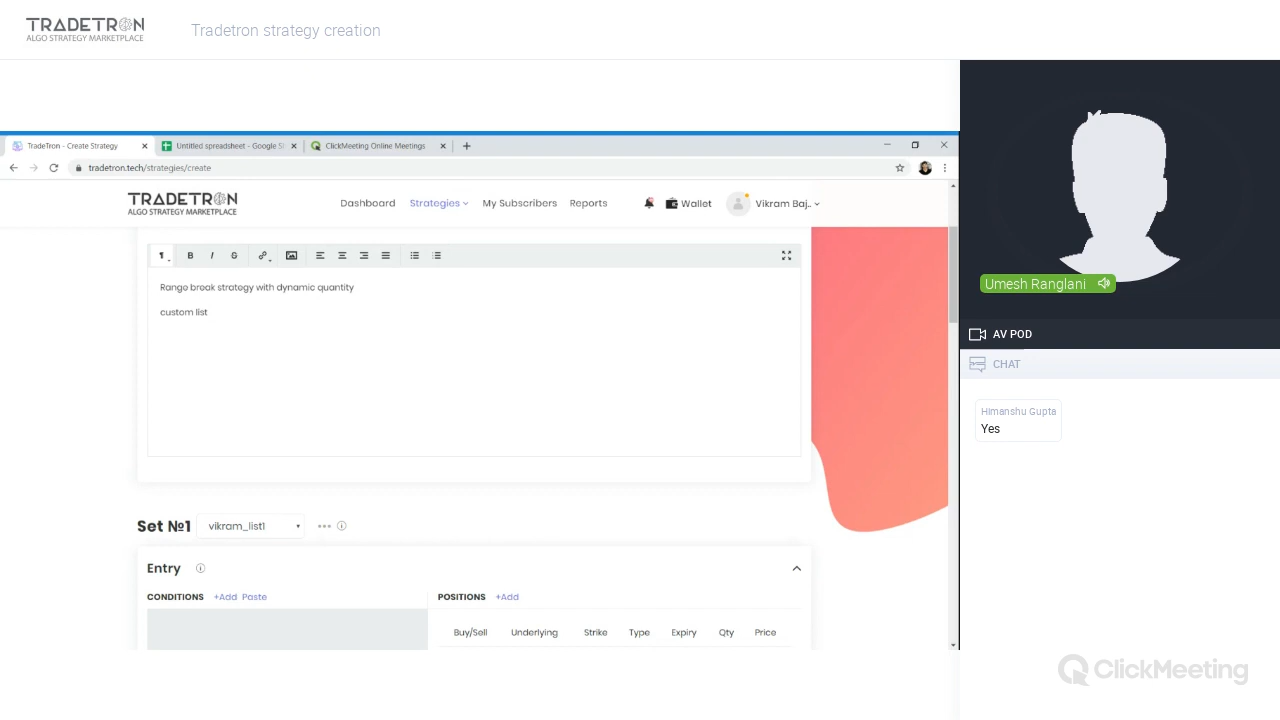 TRADETRON
ALGO STRATEGY MARKETPLACE
Tradetron strategy creation
TradeTron - Create Strategy
Untitled spreadsheet - Google Sh
ClickMeeting Online Meetings
tradetron.tech/strategies/create
TRADETRON
ALGO STRATEGY MARKETPLACE
Dashboard
Strategies
My Subscribers
Reports
Wallet
Vikram Baj..
Range break strategy with dynamic quantity
custom list
Set №1
vikram_list1
Entry
CONDITIONS +Add Paste
POSITIONS +Add
Buy/Sell Underlying Strike Type Expiry Qty Price
Umesh Ranglani
AV POD
CHAT
Himanshu Gupta
Yes
ClickMeeting